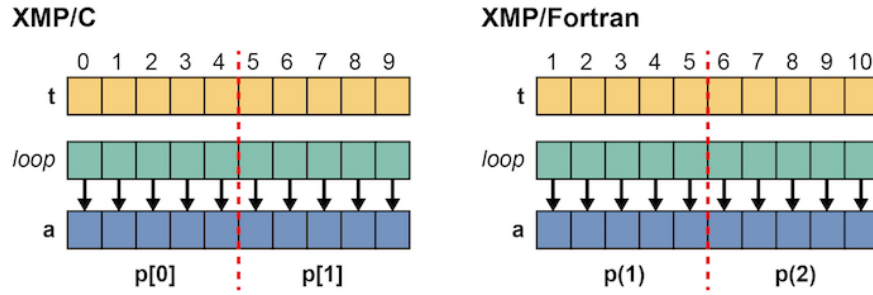 XMP/C
0 1 2 3 4 5 6 7 8 9
t
loop
a
p[0] p[1]
XMP/Fortran
1 2 3 4 5 6 7 8 9 10
t
loop
a
p(1) p(2)